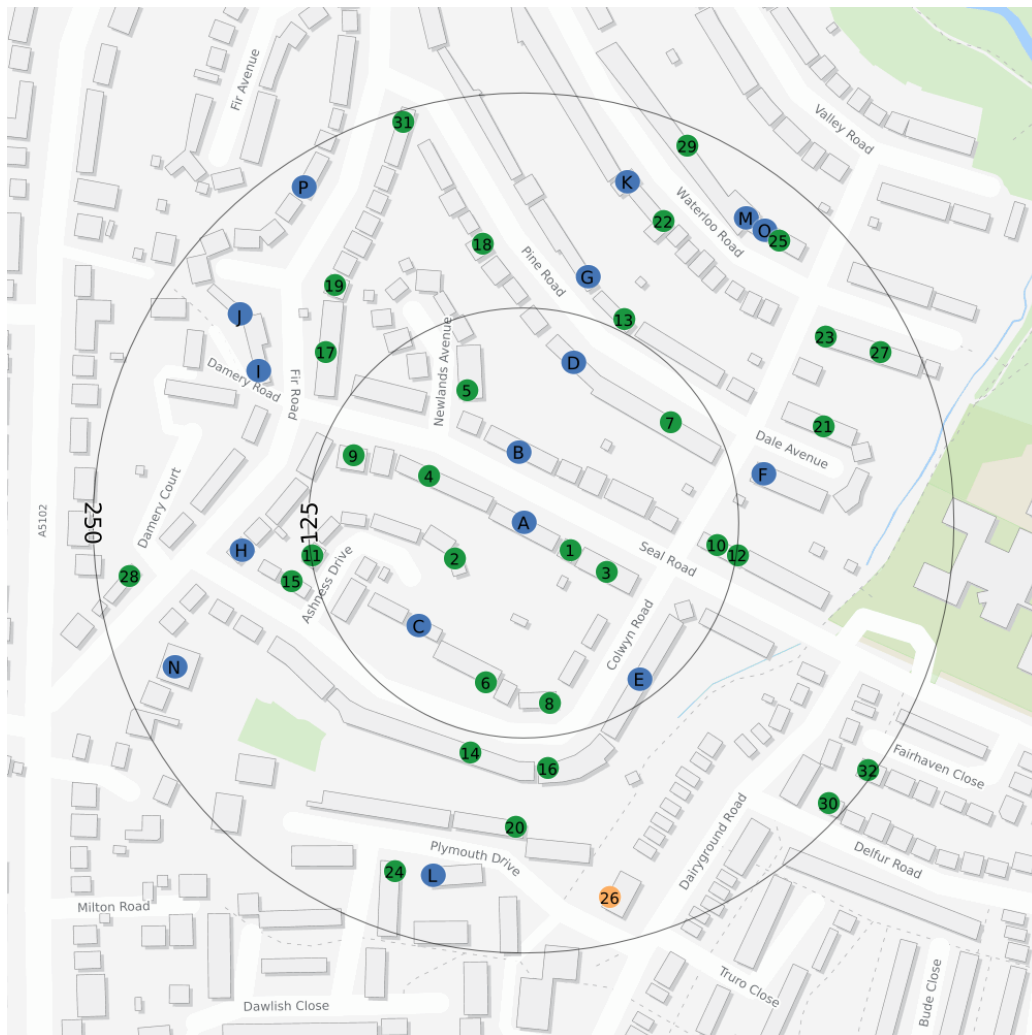 Fir Avenue
Valley Road
31
29
P
K
M
O
25
22
18
Waterloo Road
Pine Road
G
19
J
13
23
27
17
D
I
Damery Road
Fir Road
Newlands Avenue
5
7
21
Dale Avenue
9
4
B
F
A5102
Damery Court
250
125
A
H
11
2
1
3
10
12
Seal Road
28
15
Ashness Drive
C
Colwyn Road
N
6
8
E
14
16
32
Fairhaven Close
30
Delfur Road
Dairyground Road
20
Plymouth Drive
24
L
26
Milton Road
Truro Close
Bude Close
Dawlish Close